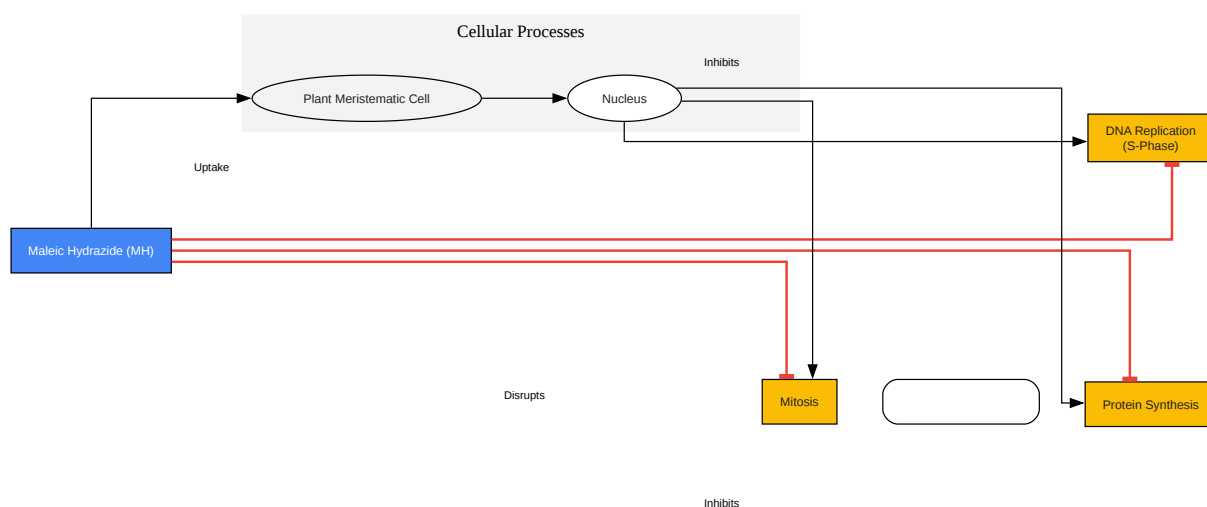 Cellular Processes
Inhibits
Plant Meristematic Cell
Nucleus
DNA Replication
(S-Phase)
Uptake
Maleic Hydrazide (MH)
Disrupts
Mitosis
Protein Synthesis
Inhibits